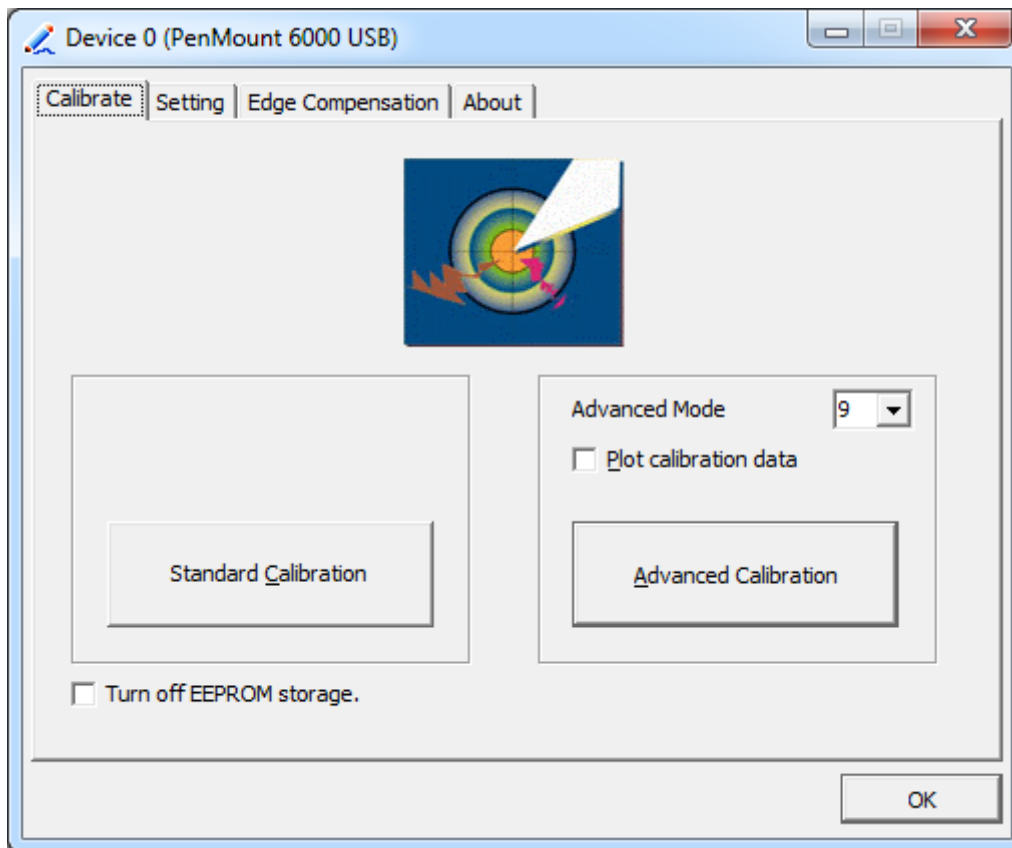 Device 0 (PenMount 6000 USB)
Calibrate Setting Edge Compensation About
Advanced Mode 9
Plot calibration data
Standard Calibration
Advanced Calibration
Turn off EEPROM storage.
OK